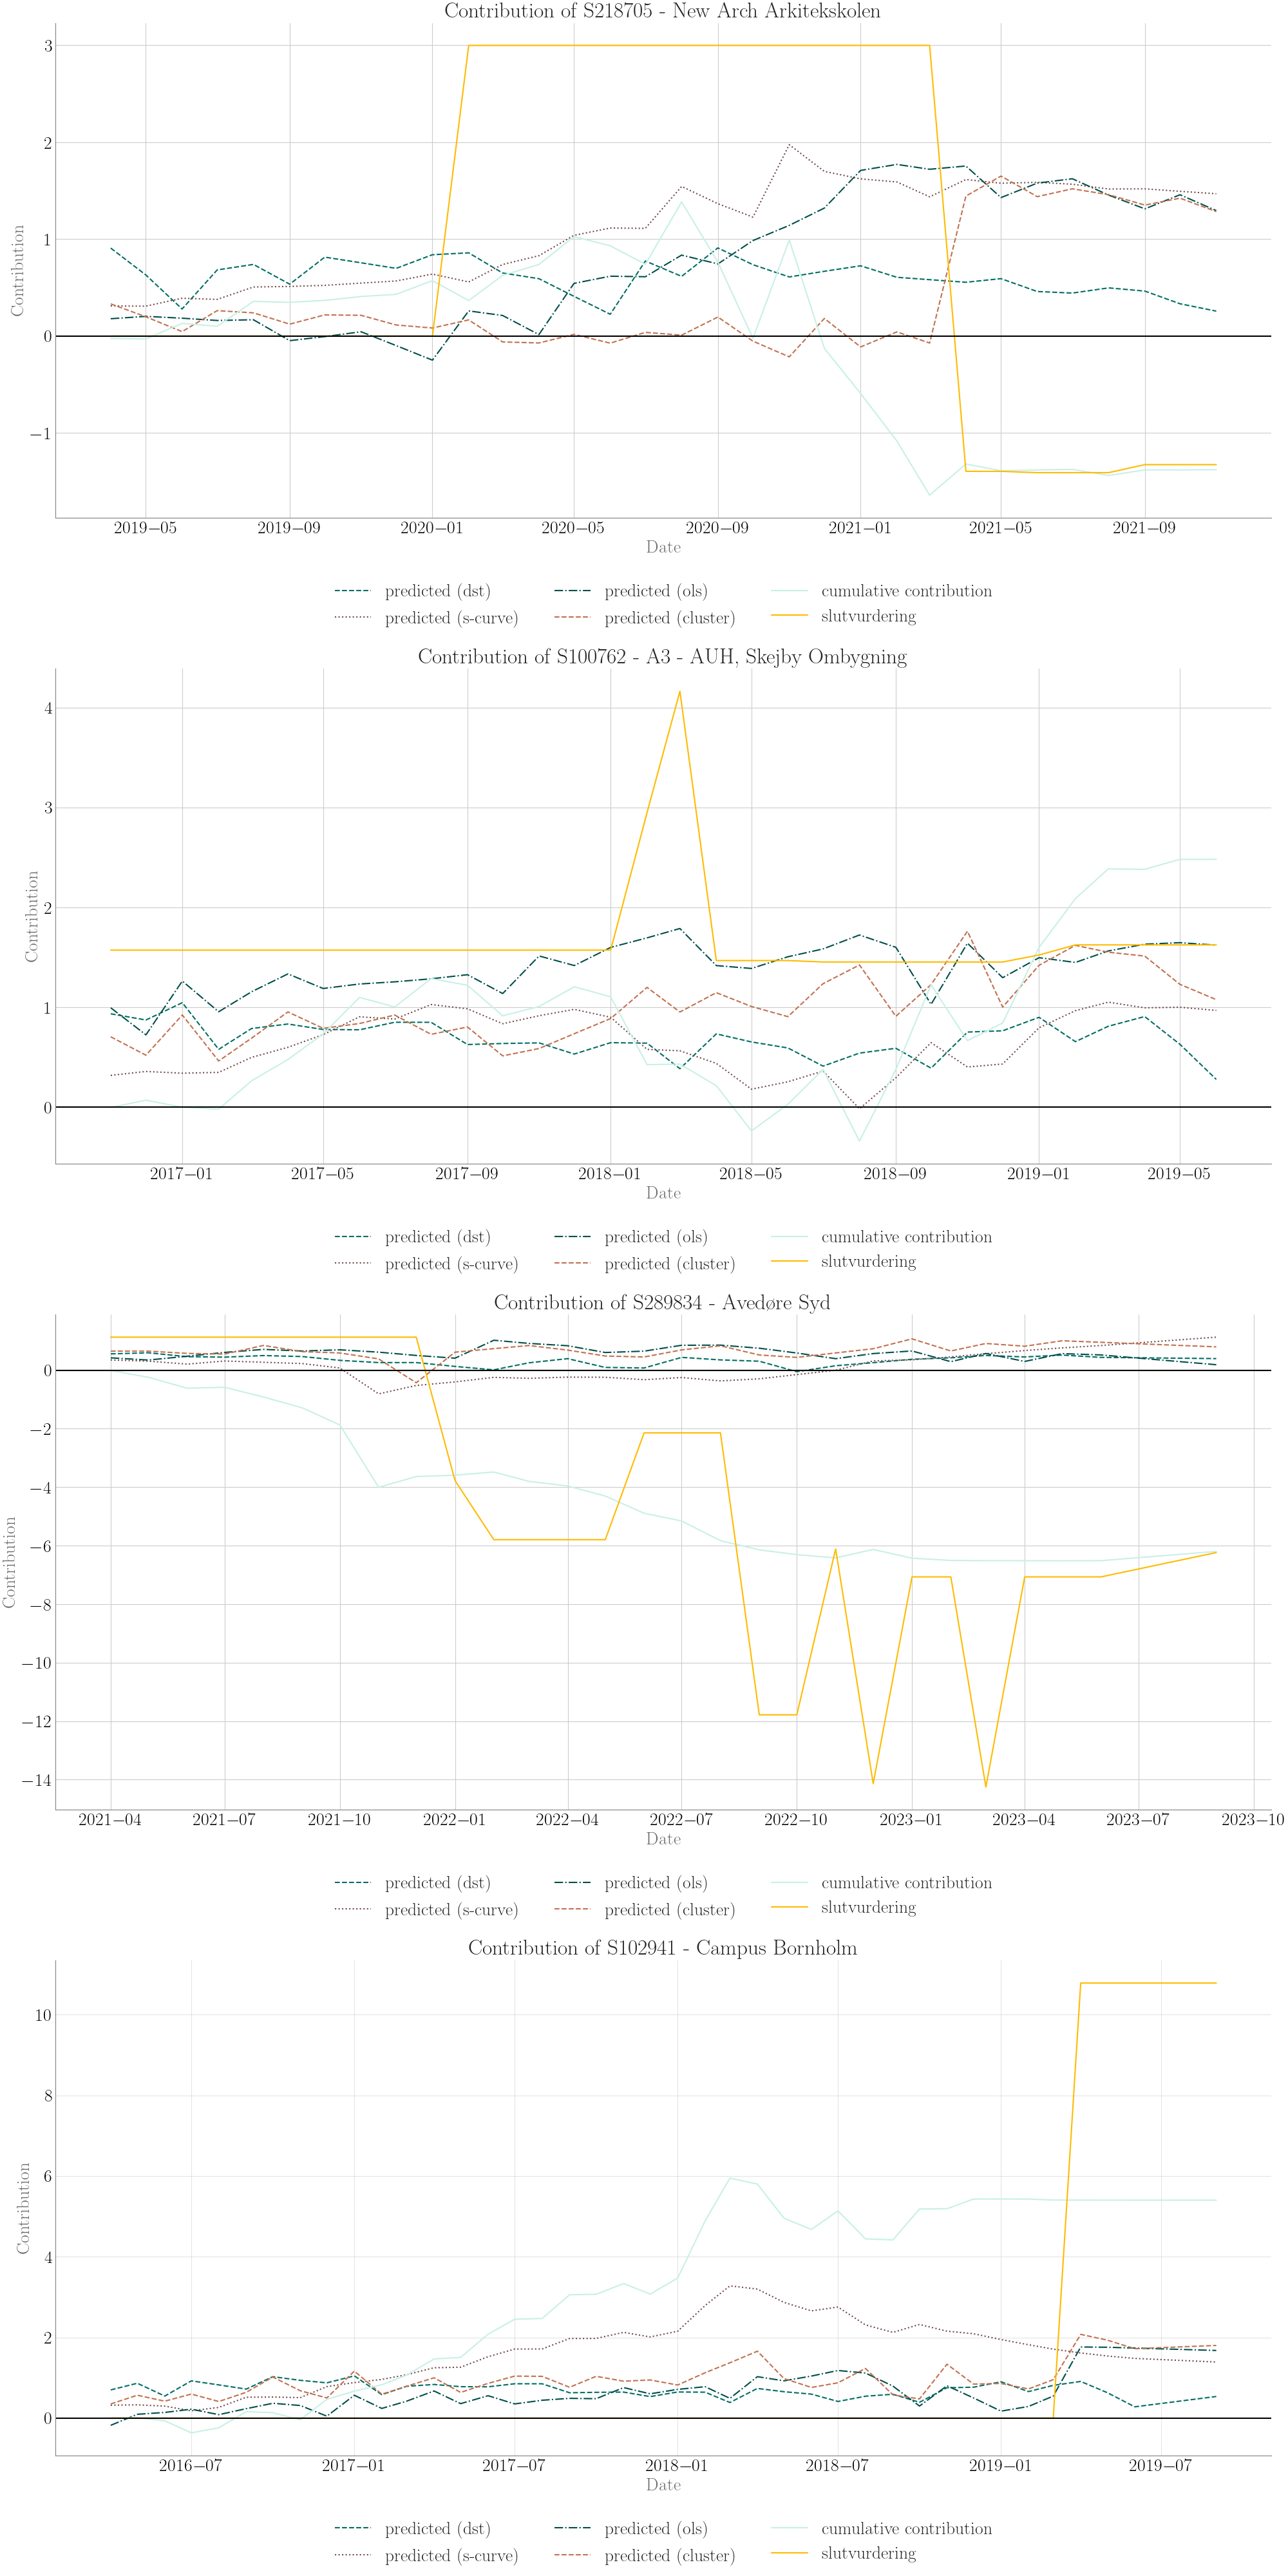 Contribution of S218705 - New Arch Arkitekskolen
3
2
1
0
−1
Contribution
2019−05 2019−09 2020−01 2020−05 2020−09 2021−01 2021−05 2021−09
Date
predicted (dst) predicted (ols) cumulative contribution
predicted (s-curve) predicted (cluster) slutvurdering
Contribution of S100762 - A3 - AUH, Skejby Ombygning
4
3
2
1
0
Contribution
2017−01 2017−05 2017−09 2018−01 2018−05 2018−09 2019−01 2019−05
Date
predicted (dst) predicted (ols) cumulative contribution
predicted (s-curve) predicted (cluster) slutvurdering
Contribution of S289834 - Avedøre Syd
0
−2
−4
−6
−8
−10
−12
−14
Contribution
2021−04 2021−07 2021−10 2022−01 2022−04 2022−07 2022−10 2023−01 2023−04 2023−07 2023−10
Date
predicted (dst) predicted (ols) cumulative contribution
predicted (s-curve) predicted (cluster) slutvurdering
Contribution of S102941 - Campus Bornholm
10
8
6
4
2
0
Contribution
2016−07 2017−01 2017−07 2018−01 2018−07 2019−01 2019−07
Date
predicted (dst) predicted (ols) cumulative contribution
predicted (s-curve) predicted (cluster) slutvurdering